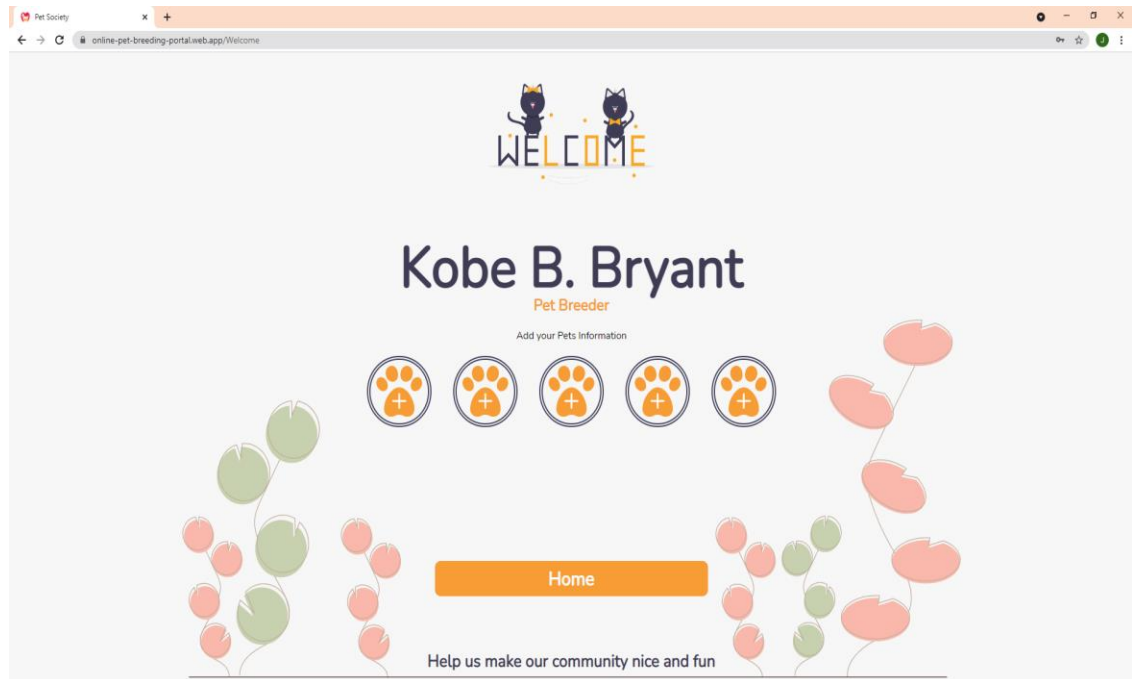 Pet Society
online-pet-breeding-portal.web.app/Welcome
J
WELCOME
Kobe B. Bryant
Pet Breeder
Add your Pets Information
Home
Help us make our community nice and fun